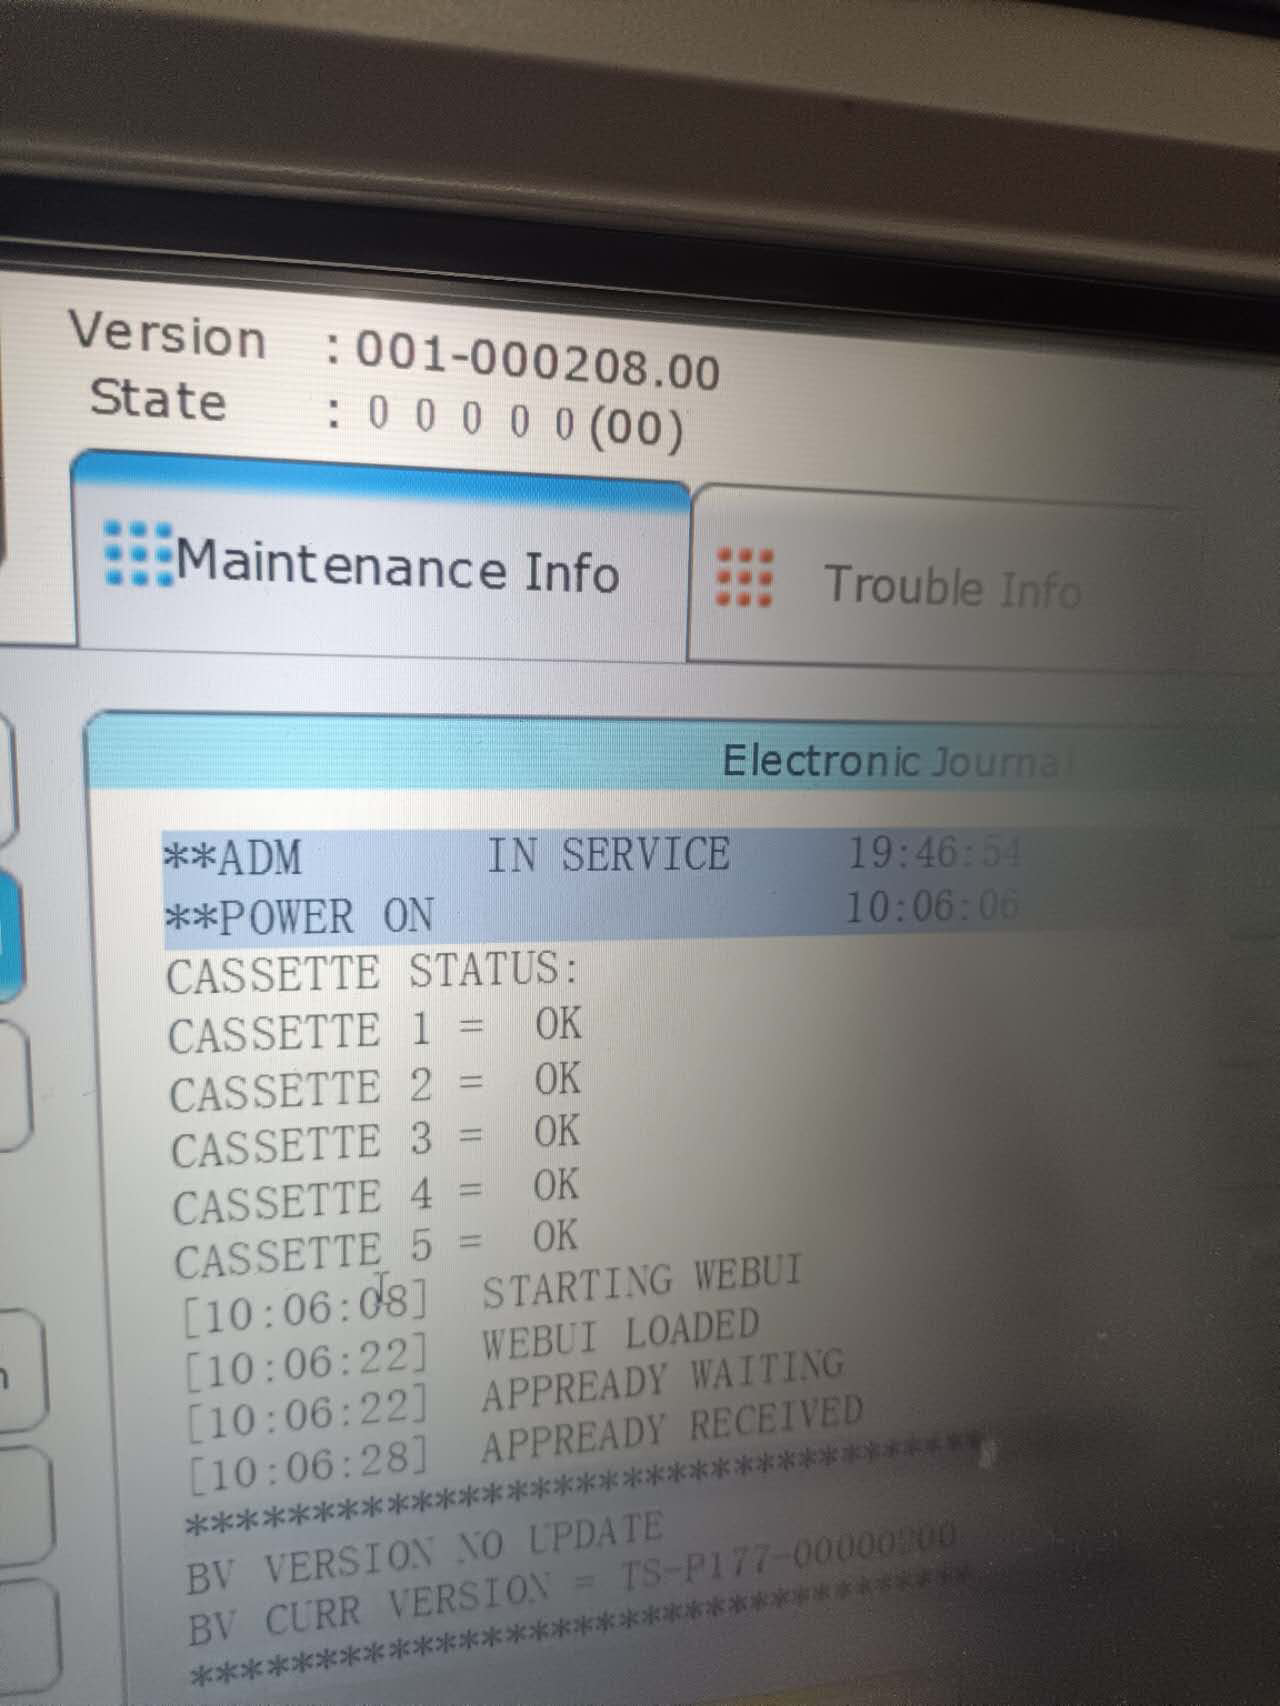 Version : 001-000208.00
State : 0 0 0 0 0 (00)
Maintenance Info
Trouble Info
Electronic Journal
**ADM IN SERVICE 19:46:54
**POWER ON 10:06:06
CASSETTE STATUS:
CASSETTE 1 = OK
CASSETTE 2 = OK
CASSETTE 3 = OK
CASSETTE 4 = OK
CASSETTE 5 = OK
[10:06:08] STARTING WEBUI
[10:06:22] WEBUI LOADED
[10:06:22] APPREADY WAITING
[10:06:28] APPREADY RECEIVED
********************************
BV VERSION NO UPDATE
BV CURR VERSION =
********************************